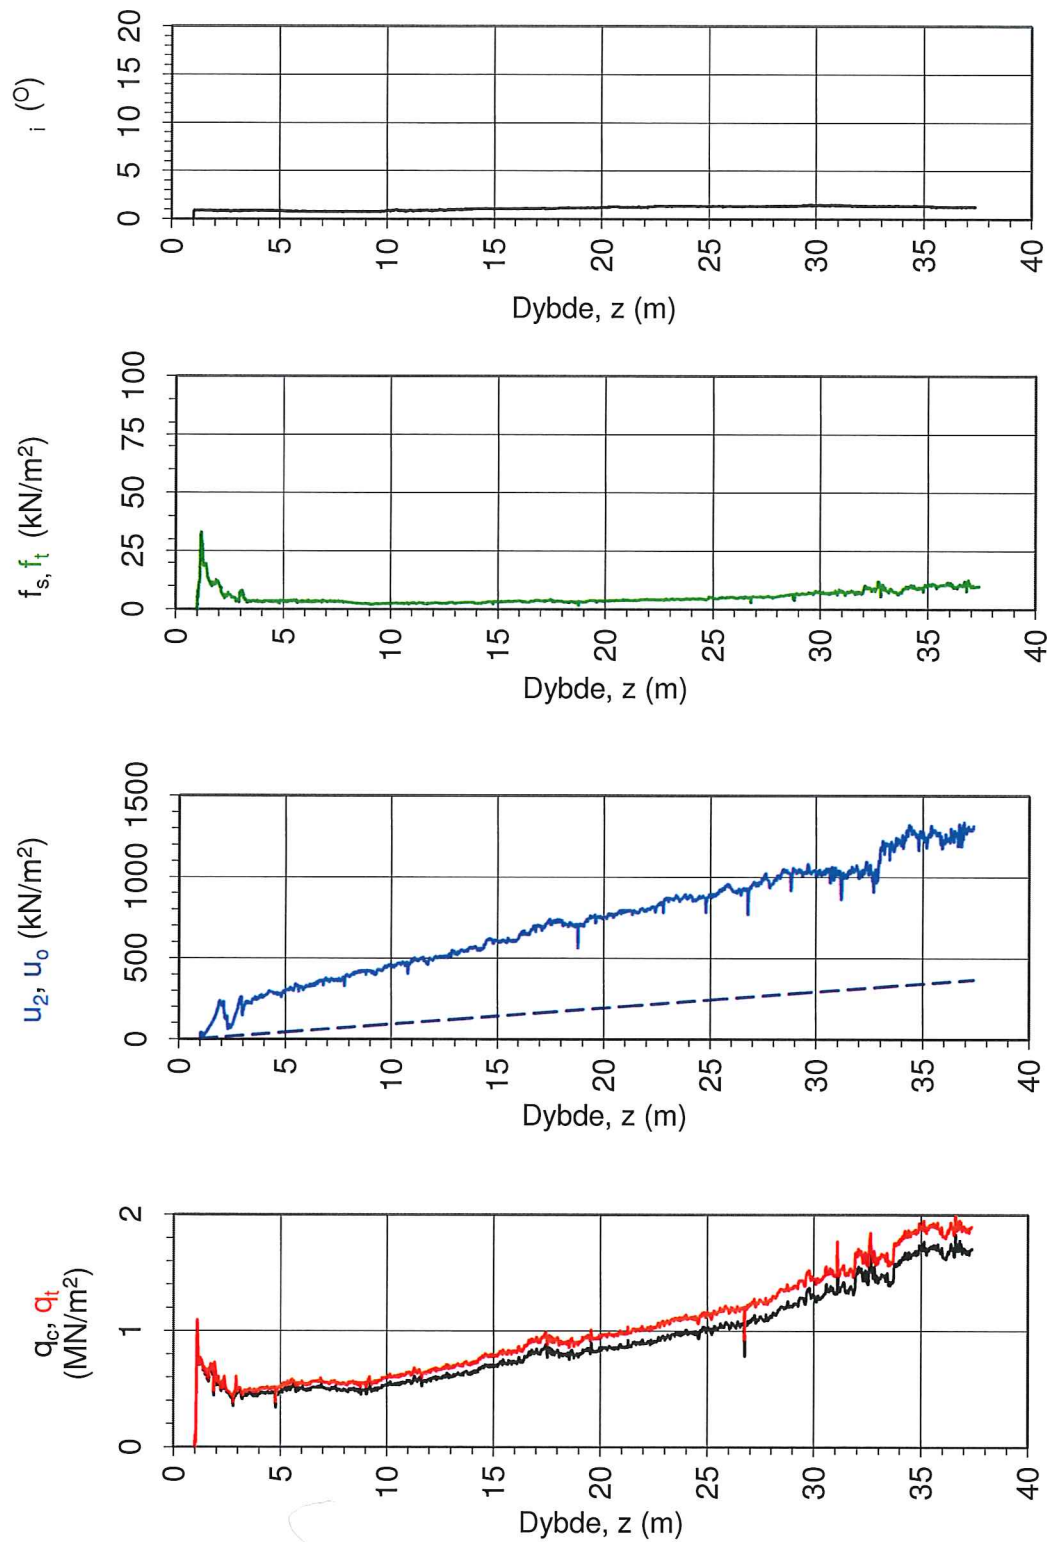 i (O)
0 5 10 15 20
0 5 10 15 20 25 30 35 40
Dybde, z (m)
fs, ft (kN/m²)
0 25 50 75 100
0 5 10 15 20 25 30 35 40
Dybde, z (m)
u2, uo (kN/m²)
0 500 1000 1500
0 5 10 15 20 25 30 35 40
Dybde, z (m)
qc, qt
(MN/m²)
0 1 2
0 5 10 15 20 25 30 35 40
Dybde, z (m)